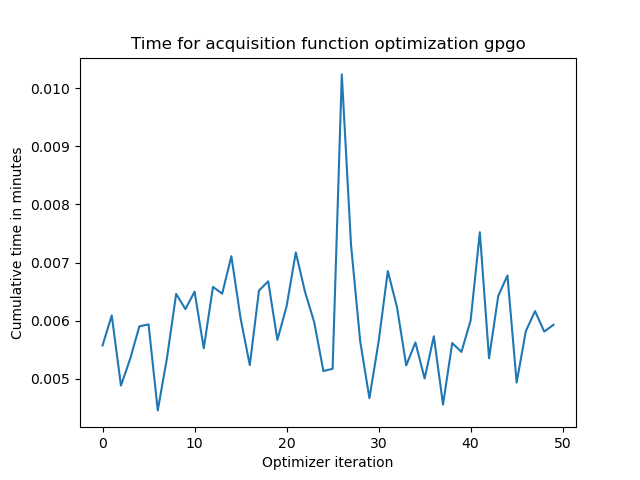 Time for acquisition function optimization gpgo
Cumulative time in minutes
0.010
0.009
0.008
0.007
0.006
0.005
0 10 20 30 40 50
Optimizer iteration